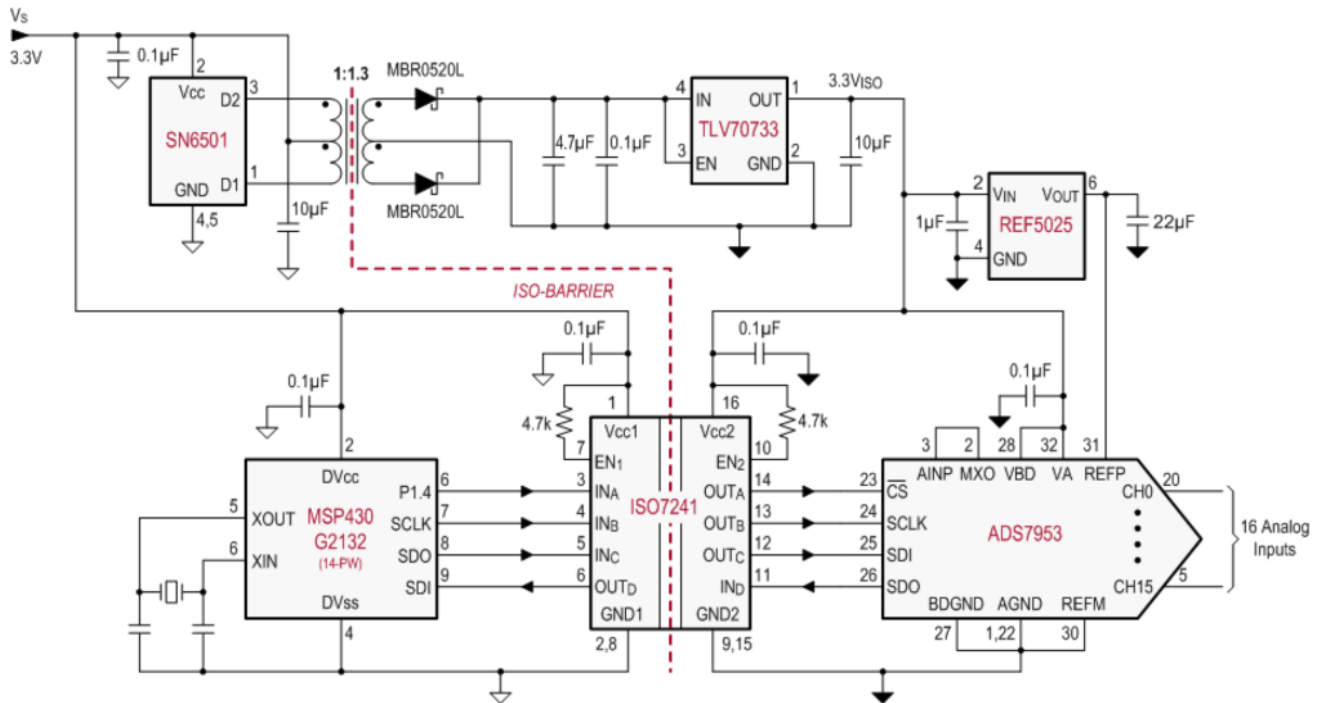 VS
3.3V
0.1µF
2
Vcc
D2
3
SN6501
D1
1
GND
4,5
10µF
1:1.3
MBR0520L
MBR0520L
4.7µF
0.1µF
4
IN
OUT
1
TLV70733
3
EN
GND
2
3.3VISO
10µF
2
VIN
VOUT
6
REF5025
1µF
4
GND
22µF
ISO-BARRIER
0.1µF
0.1µF
0.1µF
0.1µF
4.7k
4.7k
1
16
Vcc1
Vcc2
7
EN1
EN2
10
3
INA
OUTA
14
ISO7241
4
INB
OUTB
13
5
INC
OUTC
12
6
OUTD
IND
11
GND1
GND2
2,8
9,15
2
DVcc
5
XOUT
MSP430
G2132
(14-PW)
6
XIN
P1.4
6
SCLK
7
SDO
8
SDI
9
DVss
4
3
2
28
32
31
AINP
MXO
VBD
VA
REFP
23
CS
24
SCLK
25
SDI
26
SDO
ADS7953
CH0
20
CH15
5
16 Analog
Inputs
BDGND
AGND
REFM
27
1,22
30